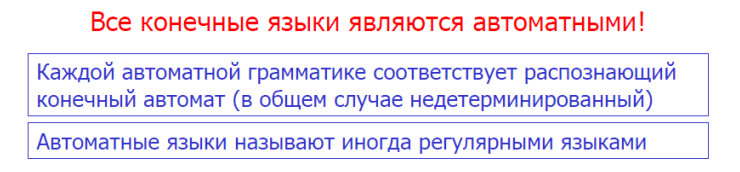 Все конечные языки являются автоматными!
Каждой автоматной грамматике соответствует распознающий
конечный автомат (в общем случае недетерминированный)
Автоматные языки называют иногда регулярными языками